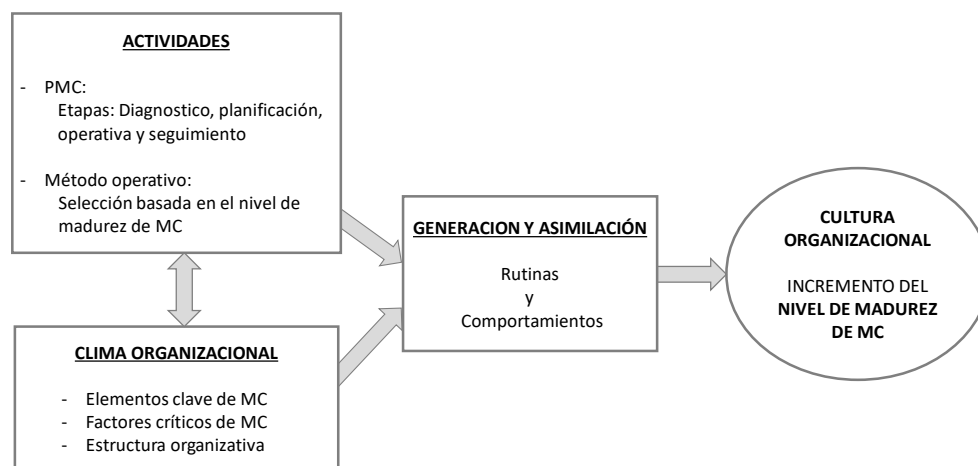 ACTIVIDADES
- PMC:
Etapas: Diagnostico, planificación,
operativa y seguimiento
- Método operativo:
Selección basada en el nivel de
madurez de MC
CLIMA ORGANIZACIONAL
- Elementos clave de MC
- Factores críticos de MC
- Estructura organizativa
GENERACION Y ASIMILACIÓN
Rutinas
y
Comportamientos
CULTURA
ORGANIZACIONAL
INCREMENTO DEL
NIVEL DE MADUREZ
DE MC